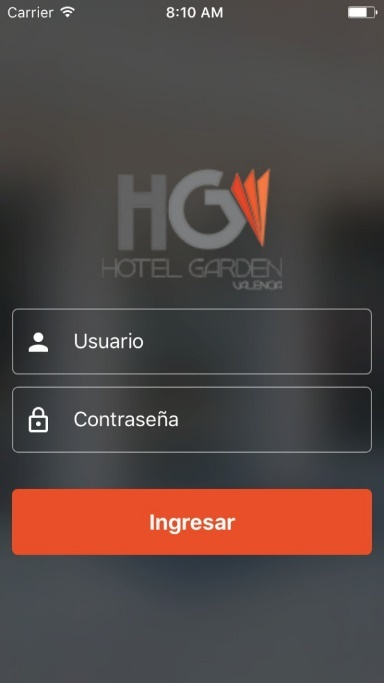 Carrier 8:10 AM
HG
HOTEL GARDEN
VALENCIA
Usuario
Contraseña
Ingresar